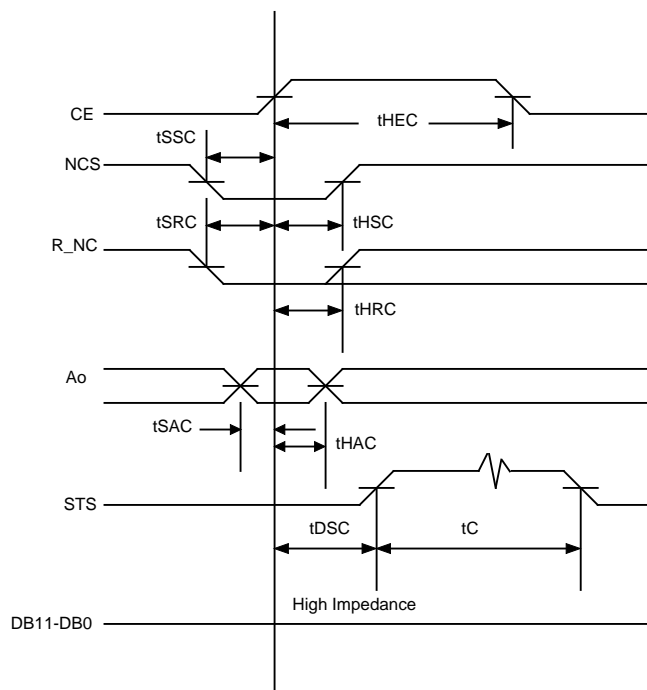 CE
tHEC
tSSC
NCS
tSRC
tHSC
R_NC
tHRC
Ao
tSAC
tHAC
STS
tDSC
tC
High Impedance
DB11-DB0